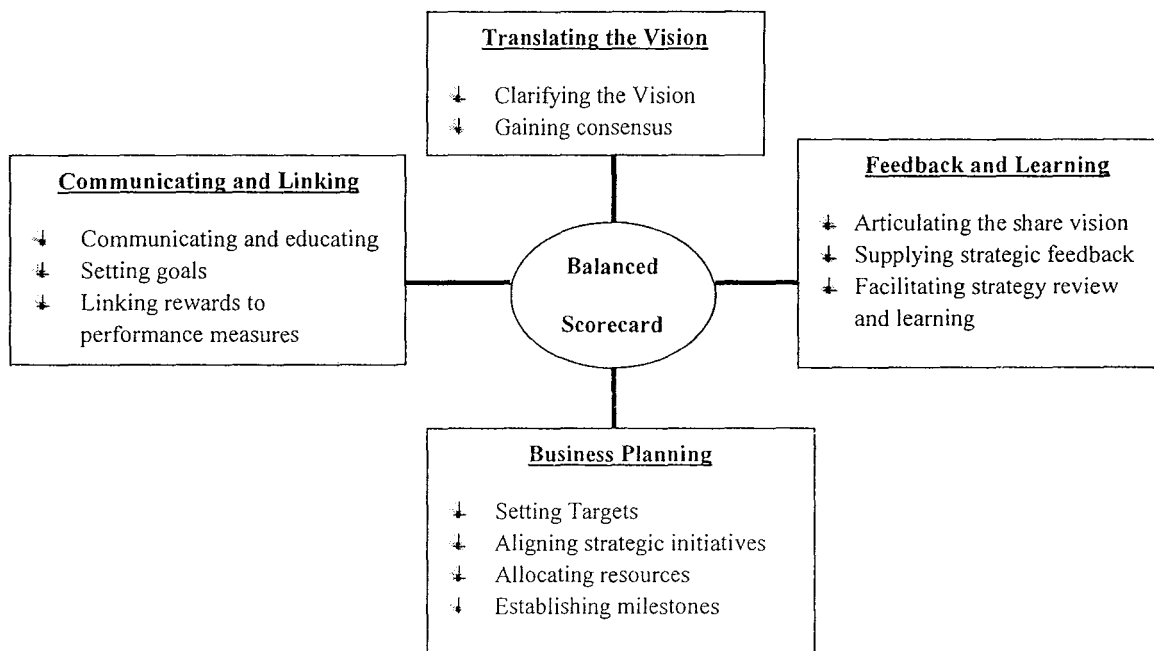 Translating the Vision
Clarifying the Vision
Gaining consensus
Communicating and Linking
Communicating and educating
Setting goals
Linking rewards to
performance measures
Balanced
Scorecard
Feedback and Learning
Articulating the share vision
Supplying strategic feedback
Facilitating strategy review
and learning
Business Planning
Setting Targets
Aligning strategic initiatives
Allocating resources
Establishing milestones